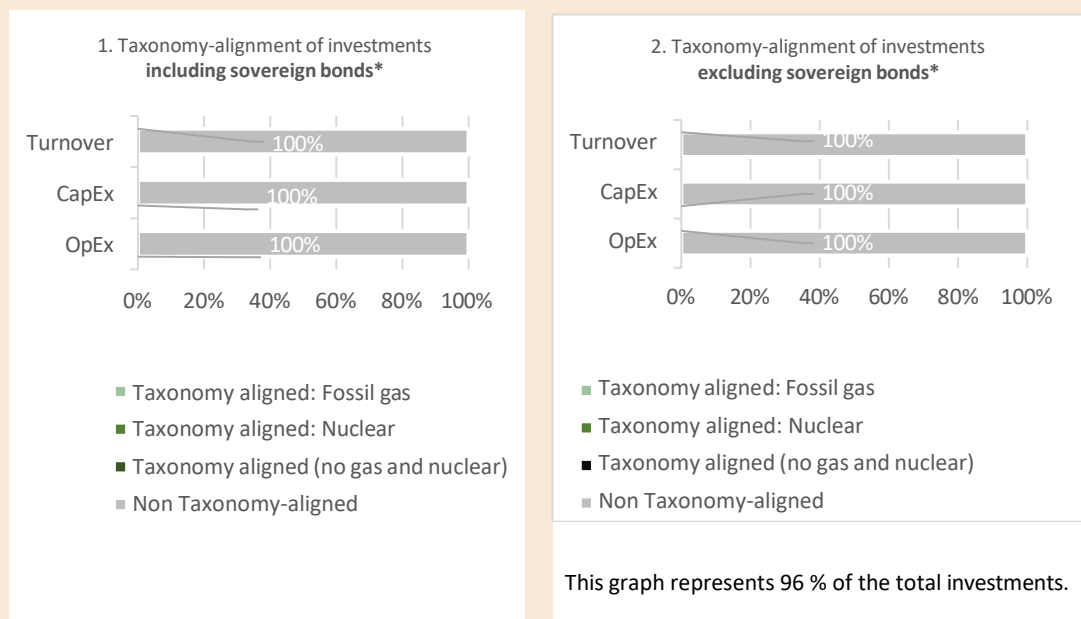 1. Taxonomy-alignment of investments
including sovereign bonds*
Turnover
100%
CapEx
100%
OpEx
100%
0% 20% 40% 60% 80% 100%
Taxonomy aligned: Fossil gas
Taxonomy aligned: Nuclear
Taxonomy aligned (no gas and nuclear)
Non Taxonomy-aligned
2. Taxonomy-alignment of investments
excluding sovereign bonds*
Turnover
100%
CapEx
100%
OpEx
100%
0% 20% 40% 60% 80% 100%
Taxonomy aligned: Fossil gas
Taxonomy aligned: Nuclear
Taxonomy aligned (no gas and nuclear)
Non Taxonomy-aligned
This graph represents 96 % of the total investments.